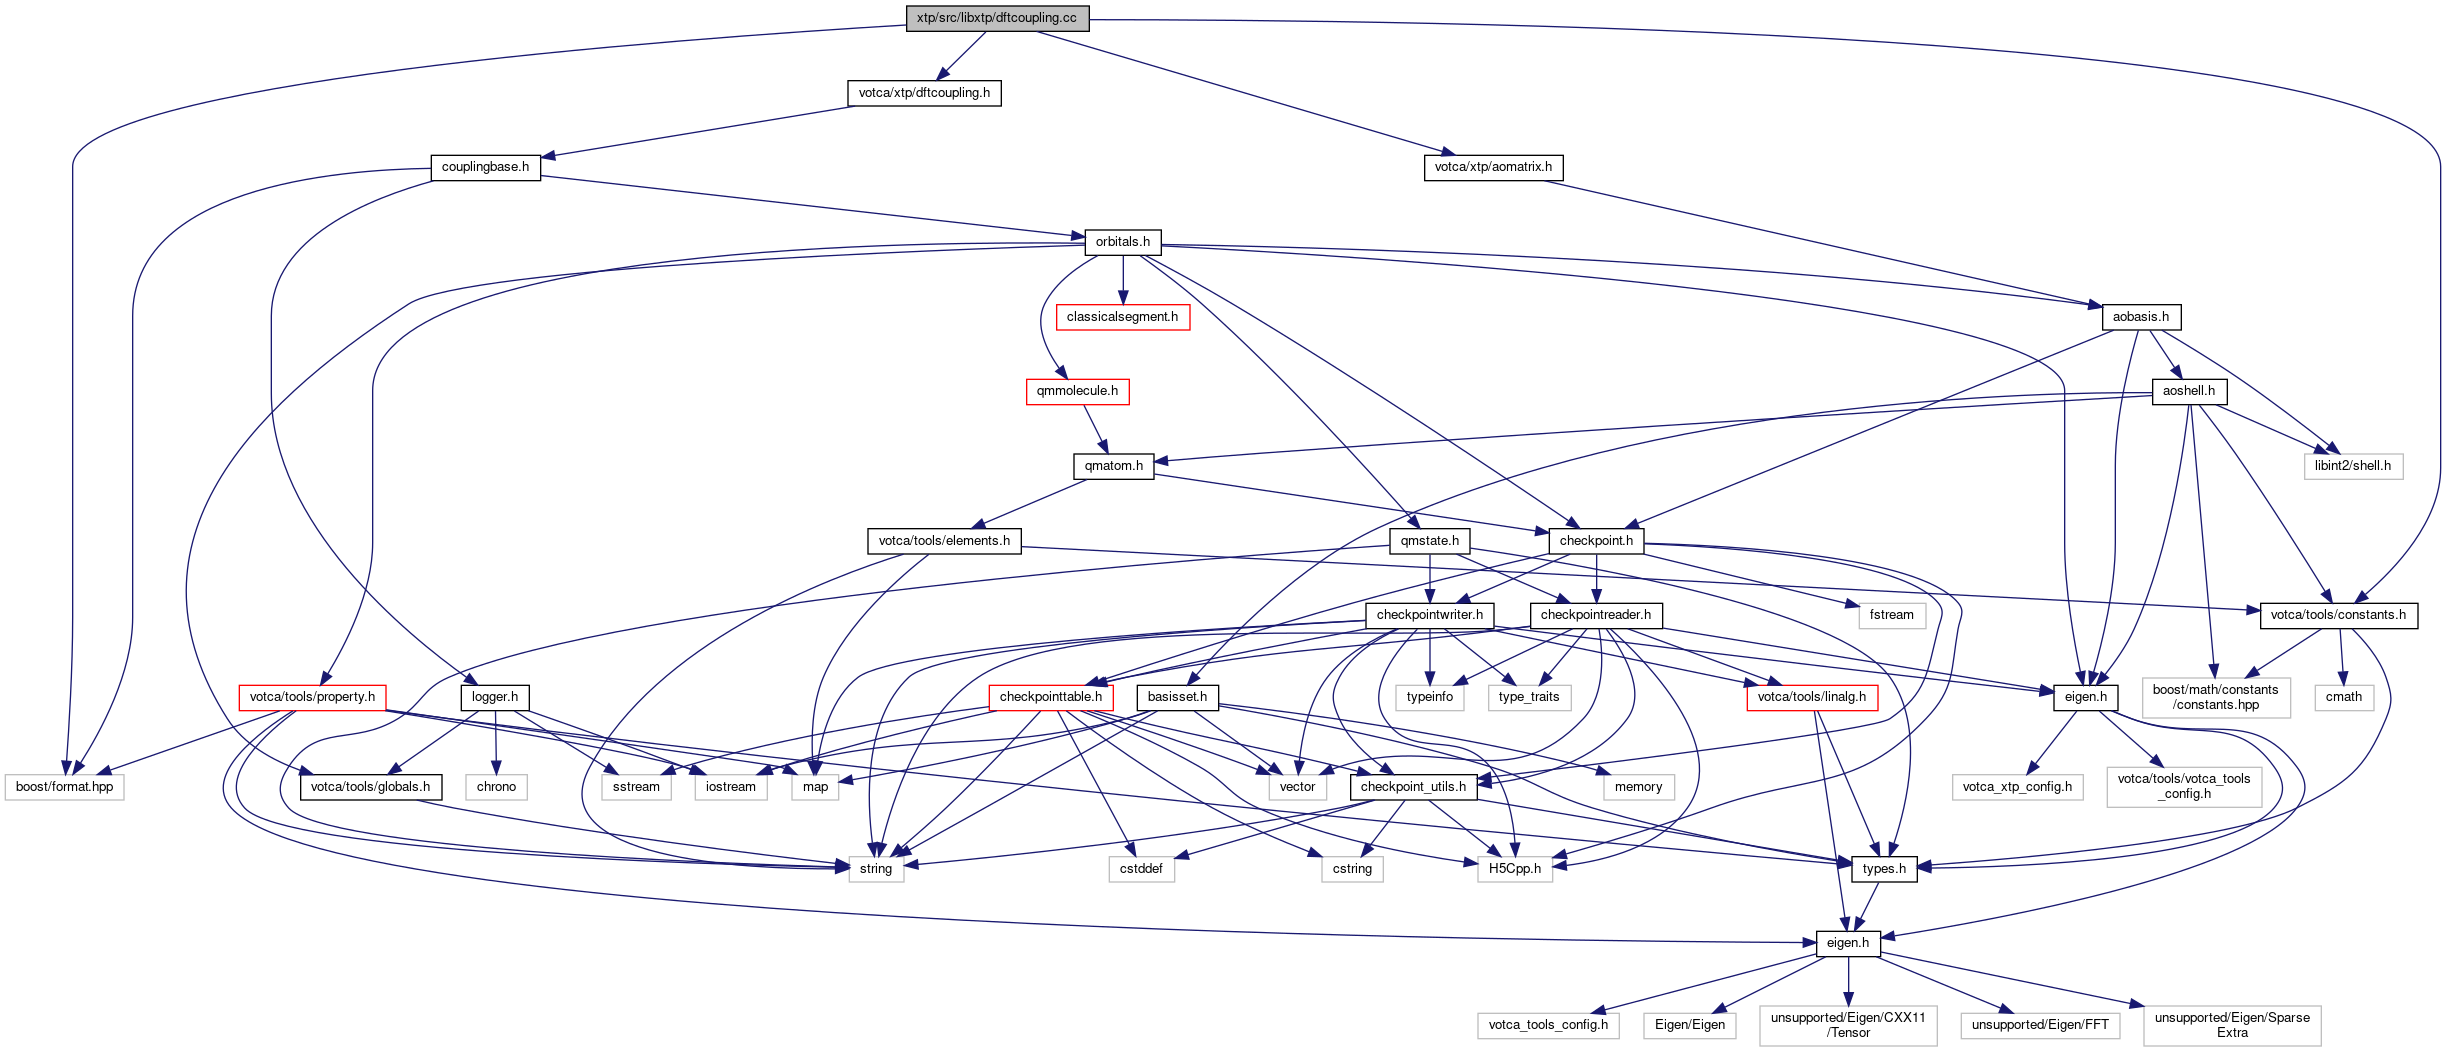 xtp/src/libxtp/dftcoupling.cc
votca/xtp/dftcoupling.h
couplingbase.h
votca/xtp/aomatrix.h
orbitals.h
classicalsegment.h
aobasis.h
qmmolecule.h
aoshell.h
qmatom.h
libint2/shell.h
votca/tools/elements.h
qmstate.h
checkpoint.h
checkpointwriter.h
checkpointreader.h
fstream
votca/tools/constants.h
votca/tools/property.h
logger.h
checkpointtable.h
basisset.h
typeinfo
type_traits
votca/tools/linalg.h
eigen.h
boost/math/constants
/constants.hpp
cmath
boost/format.hpp
votca/tools/globals.h
chrono
sstream
iostream
map
vector
checkpoint_utils.h
memory
votca_xtp_config.h
votca/tools/votca_tools
_config.h
string
cstddef
cstring
H5Cpp.h
types.h
eigen.h
votca_tools_config.h
Eigen/Eigen
unsupported/Eigen/CXX11
/Tensor
unsupported/Eigen/FFT
unsupported/Eigen/Sparse
Extra